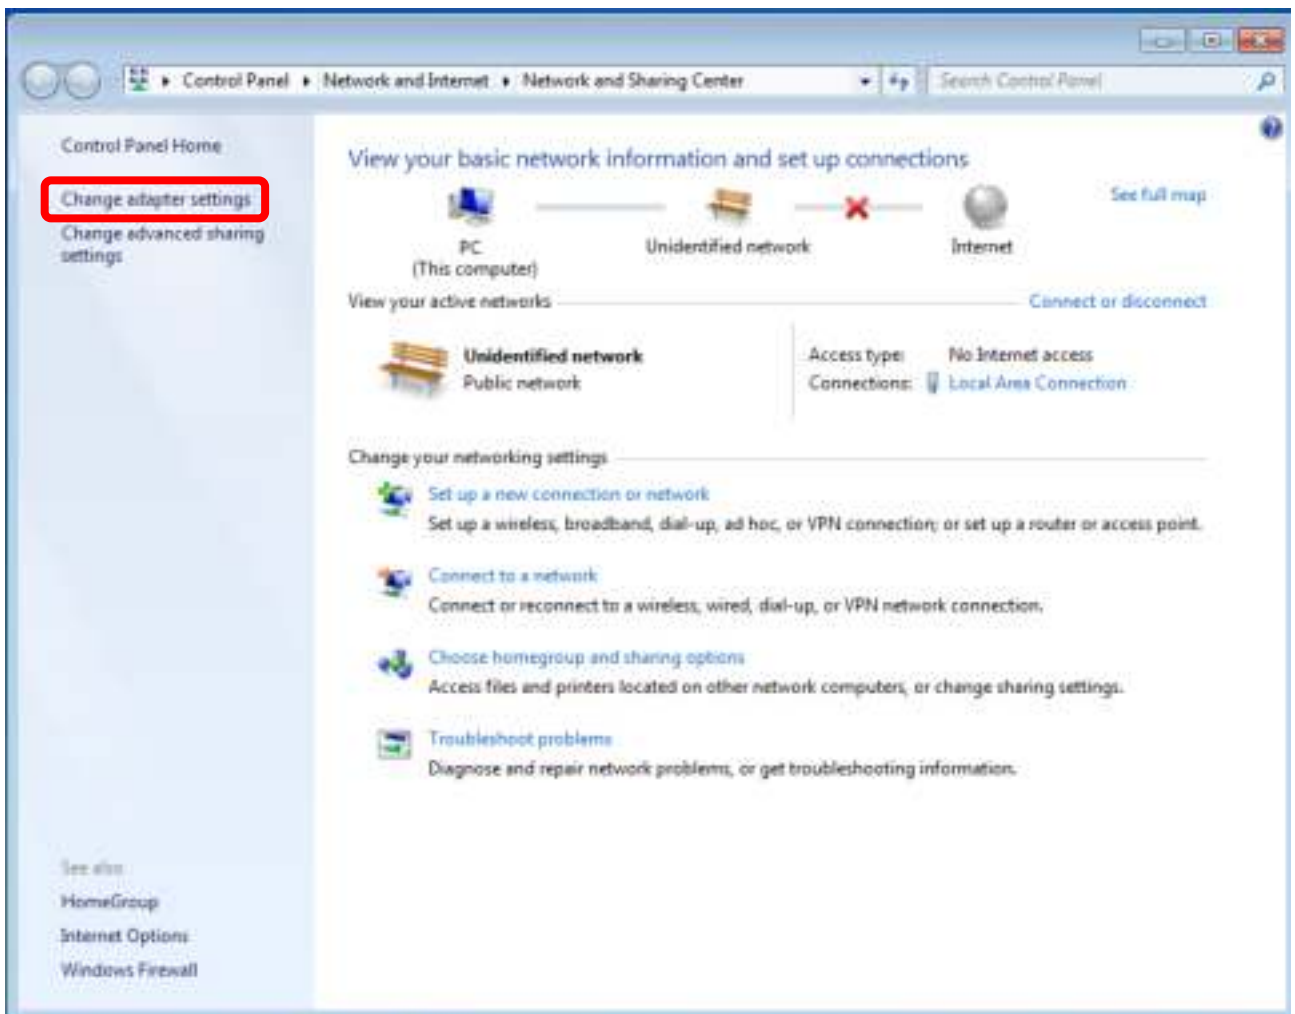 Control Panel Network and Internet Network and Sharing Center
Search Control Panel
Control Panel Home
Change adapter settings
Change advanced sharing
settings
View your basic network information and set up connections
See full map
PC
(This computer)
Unidentified network
Internet
View your active networks
Connect or disconnect
Unidentified network
Public network
Access type: No Internet access
Connections: Local Area Connection
Change your networking settings
Set up a new connection or network
Set up a wireless, broadband, dial-up, ad hoc, or VPN connection; or set up a router or access point.
Connect to a network
Connect or reconnect to a wireless, wired, dial-up, or VPN network connection.
Choose homegroup and sharing options
Access files and printers located on other network computers, or change sharing settings.
Troubleshoot problems
Diagnose and repair network problems, or get troubleshooting information.
See also
HomeGroup
Internet Options
Windows Firewall